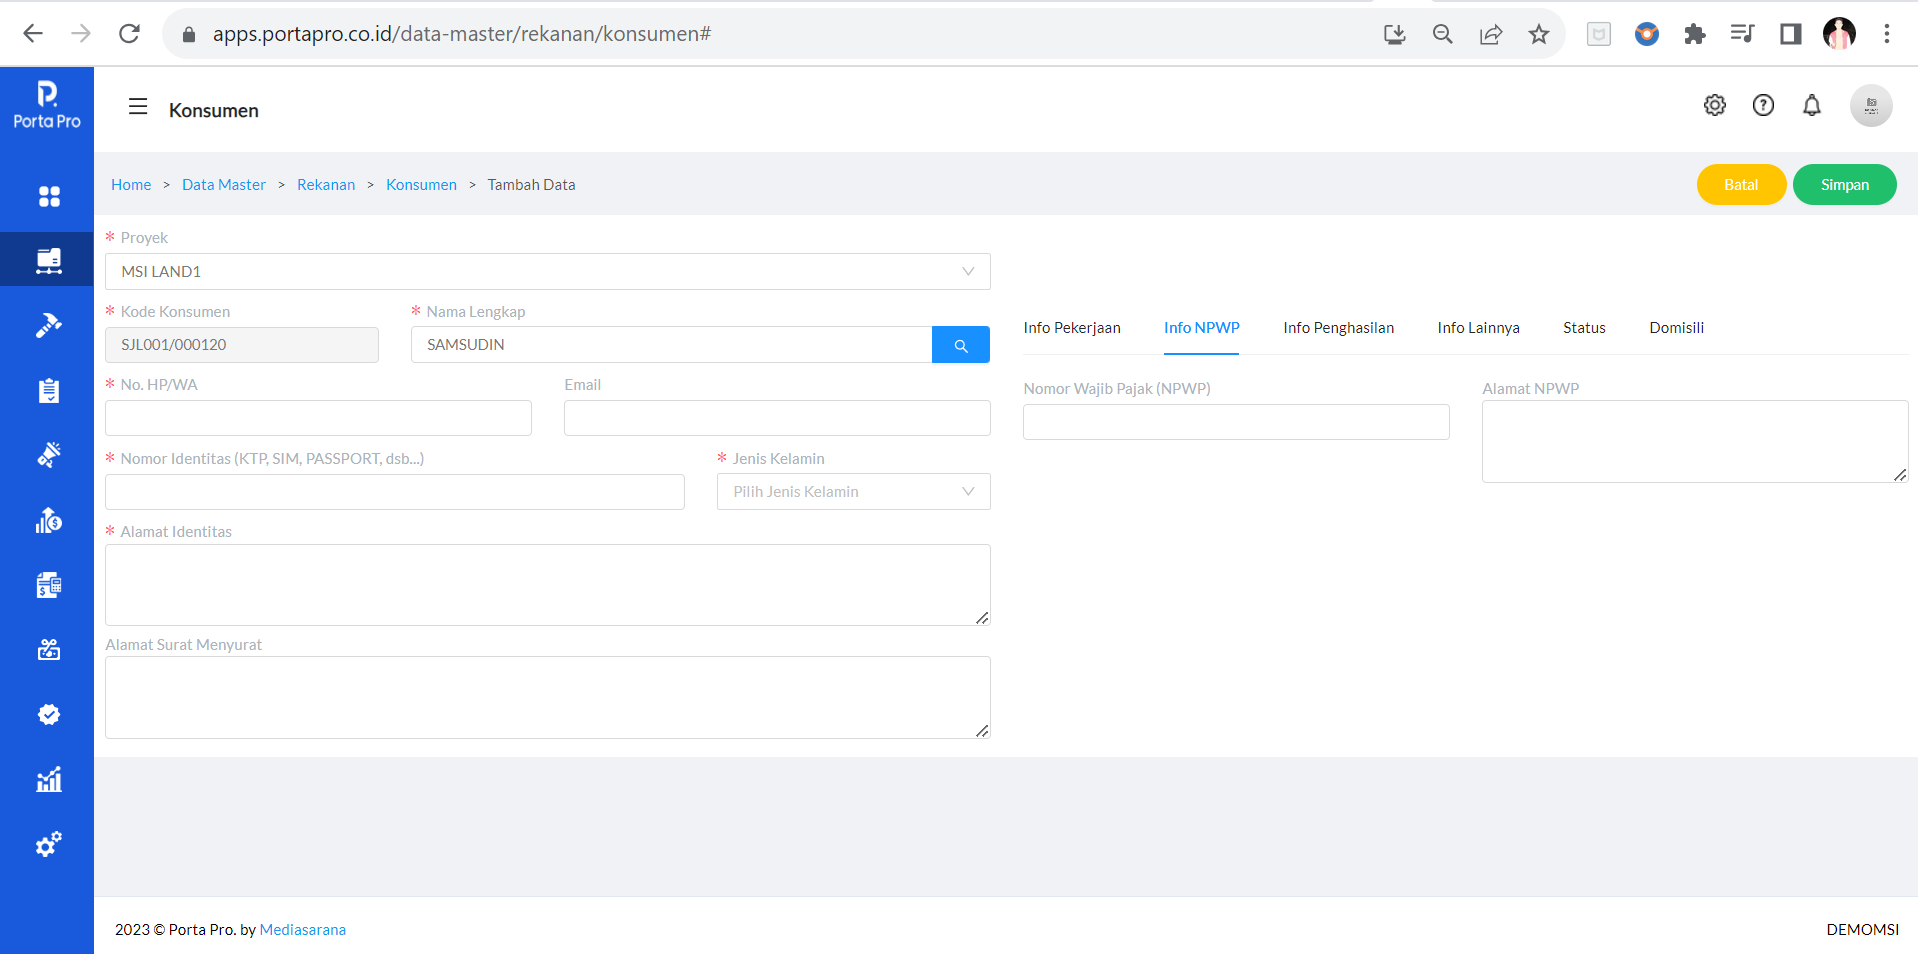 apps.portapro.co.id/data-master/rekanan/konsumen#
P.
Porta Pro
Konsumen
Home > Data Master > Rekanan > Konsumen > Tambah Data
Batal
Simpan
* Proyek
MSI LAND1
* Kode Konsumen
* Nama Lengkap
SJL001/000120
SAMSUDIN
* No. HP/WA
Email
* Nomor Identitas (KTP, SIM, PASSPORT, dsb...)
* Jenis Kelamin
Pilih Jenis Kelamin
* Alamat Identitas
Alamat Surat Menyurat
Info Pekerjaan
Info NPWP
Info Penghasilan
Info Lainnya
Status
Domisili
Nomor Wajib Pajak (NPWP)
Alamat NPWP
2023 © Porta Pro. by Mediasarana
DEMOMSI